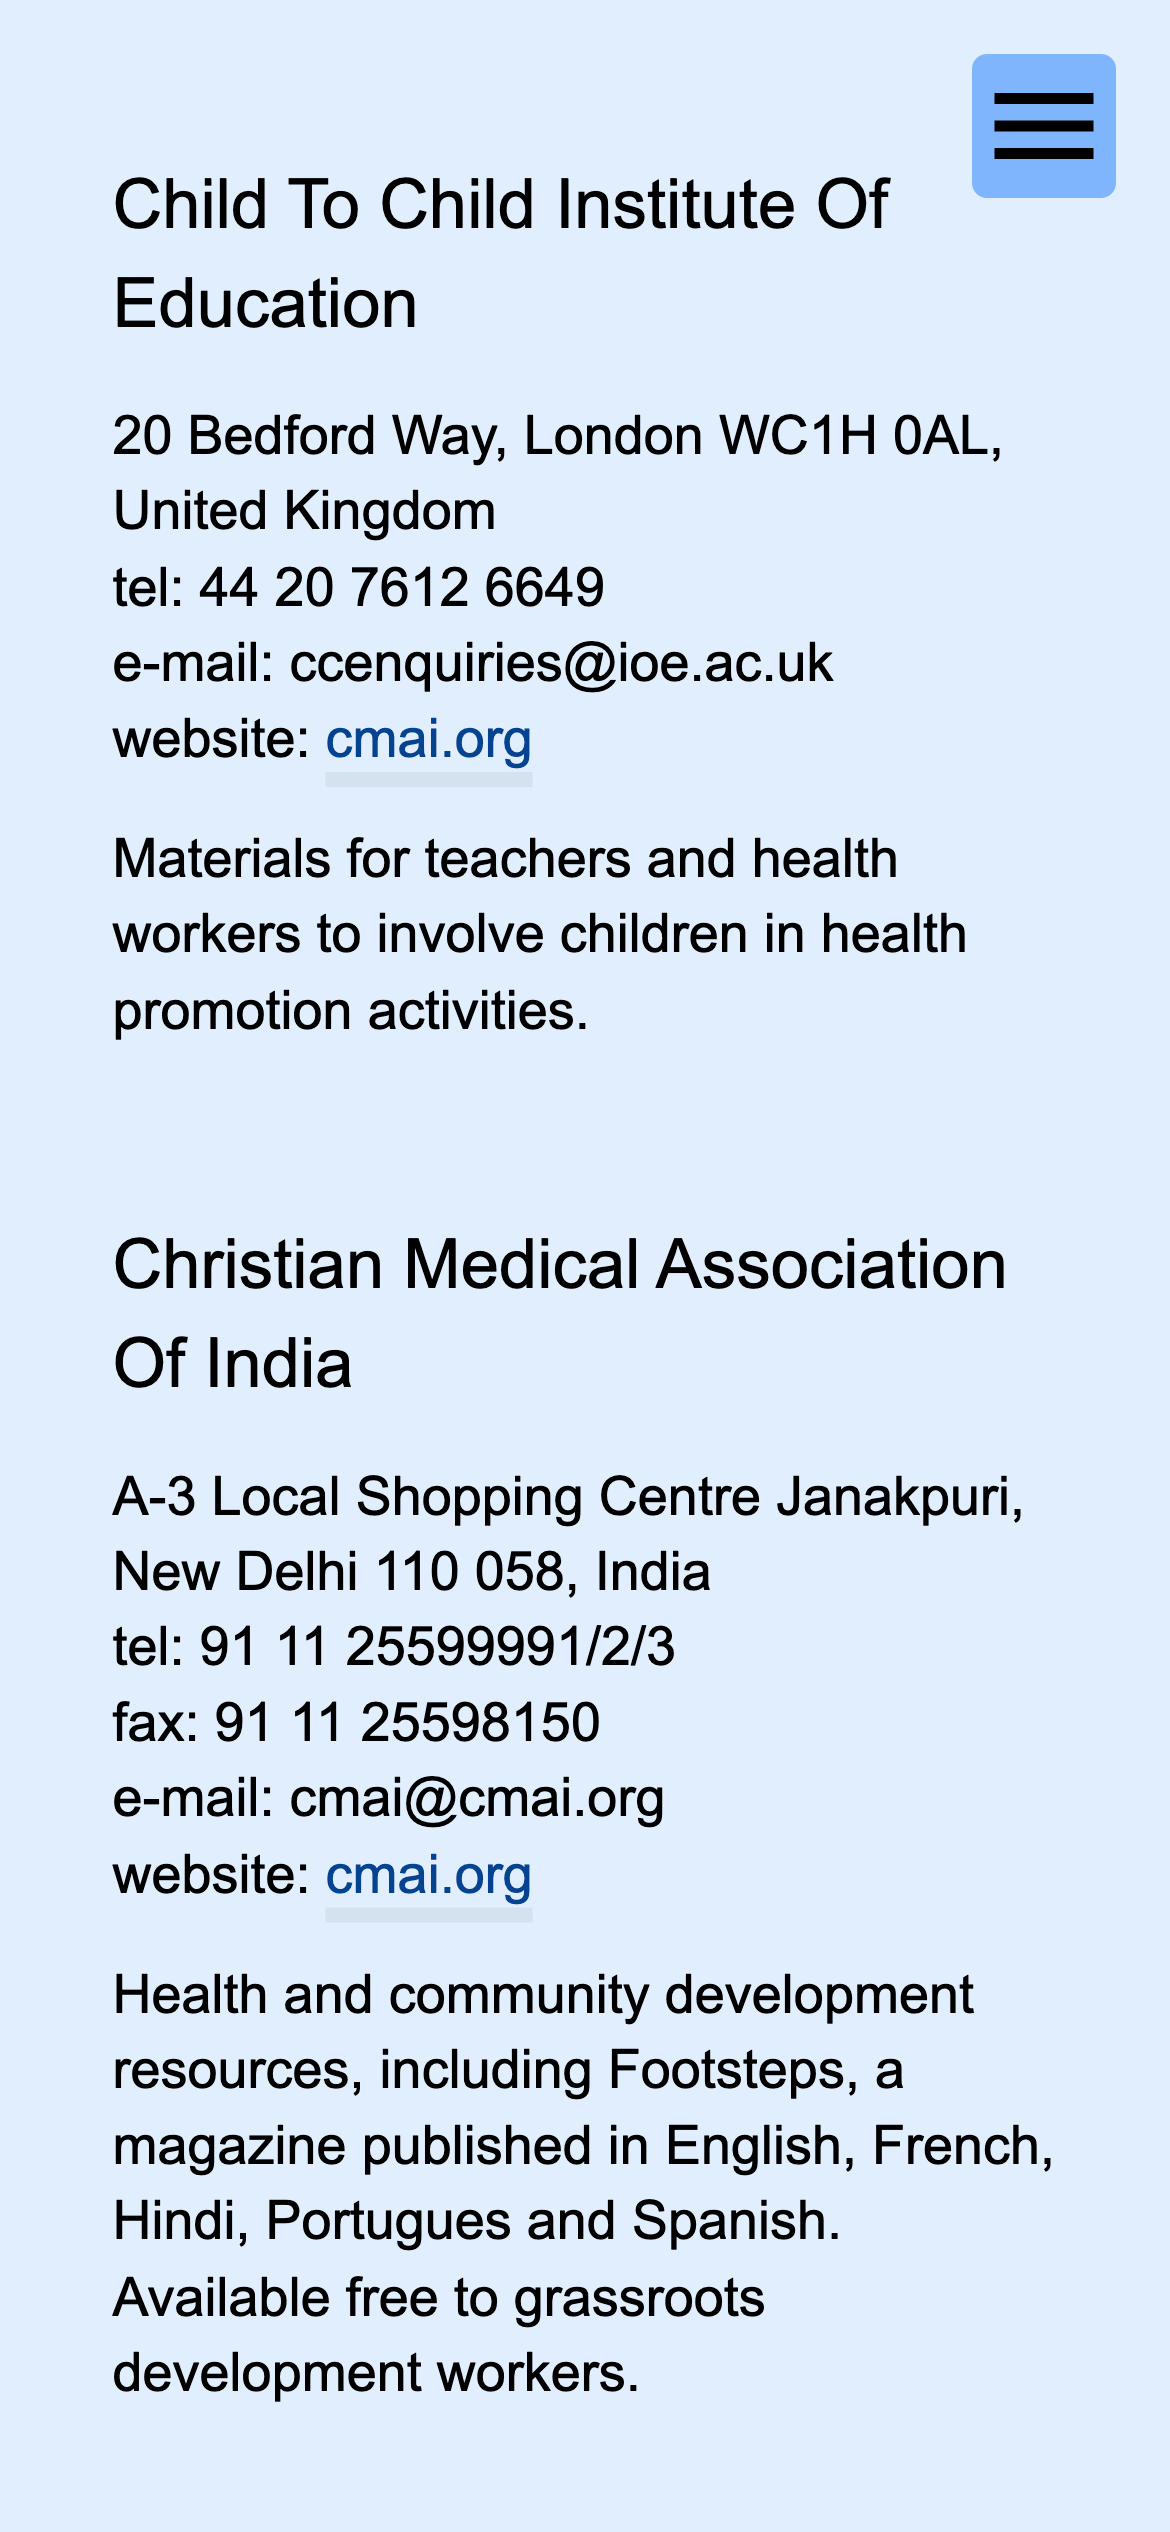 Child To Child Institute Of
Education
20 Bedford Way, London WC1H 0AL,
United Kingdom
tel: 44 20 7612 6649
e-mail: ccenquiries@ioe.ac.uk
website: cmai.org
Materials for teachers and health
workers to involve children in health
promotion activities.
Christian Medical Association
Of India
A-3 Local Shopping Centre Janakpuri,
New Delhi 110 058, India
tel: 91 11 25599991/2/3
fax: 91 11 25598150
e-mail: cmai@cmai.org
website: cmai.org
Health and community development
resources, including Footsteps, a
magazine published in English, French,
Hindi, Portugues and Spanish.
Available free to grassroots
development workers.